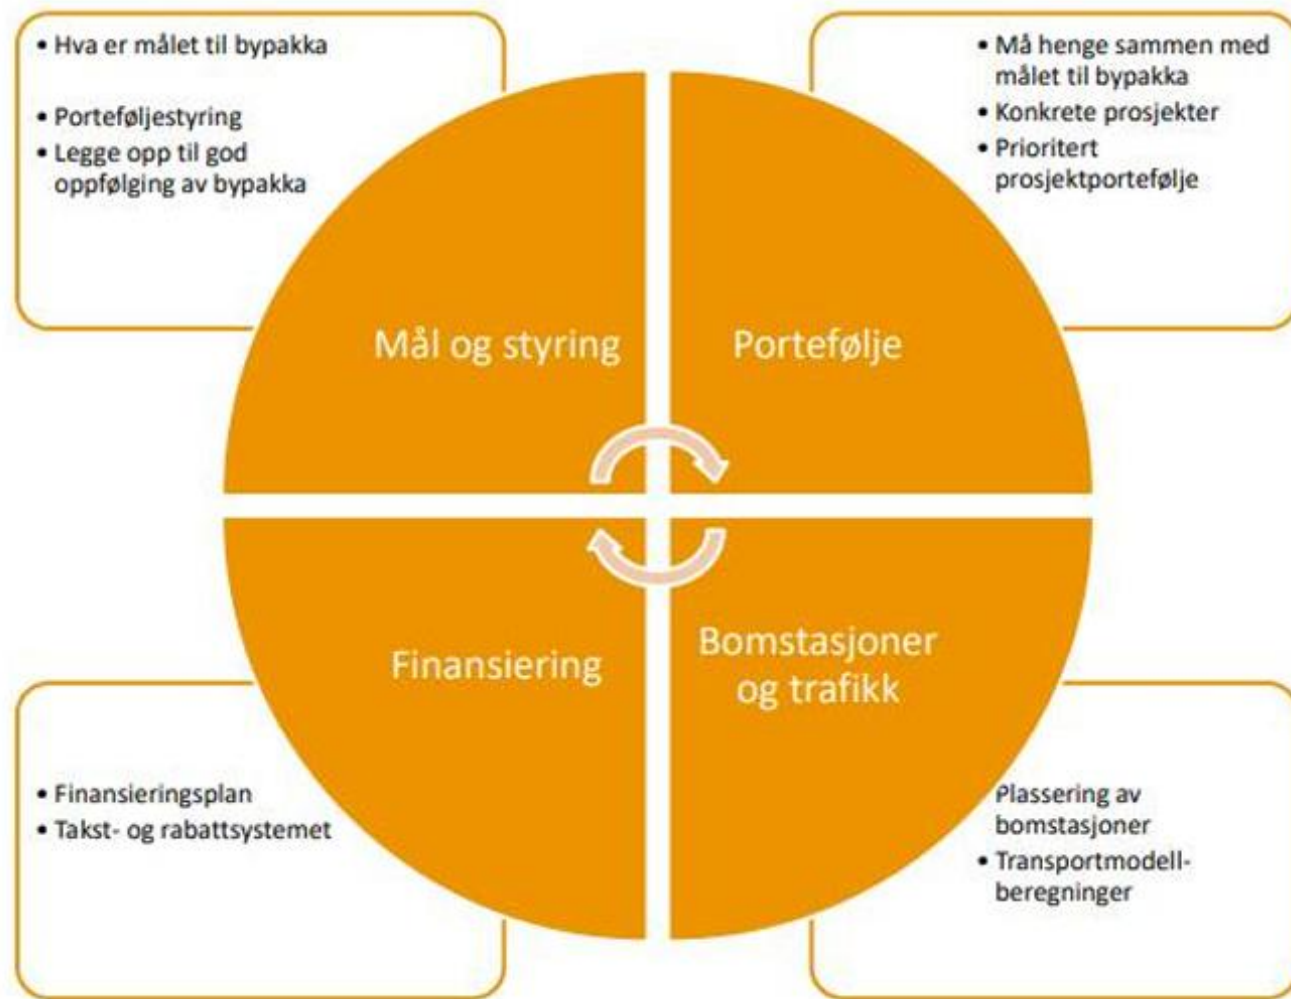 • Hva er målet til bypakka
• Porteføljestyring
• Legge opp til god
oppfølging av bypakka
• Må henge sammen med
målet til bypakka
• Konkrete prosjekter
• Prioritert
prosjektportefølje
Mål og styring
Portefølje
Finansiering
Bomstasjoner
og trafikk
• Finansieringsplan
• Takst- og rabattsystemet
Plassering av
bomstasjoner
• Transportmodell-
beregninger